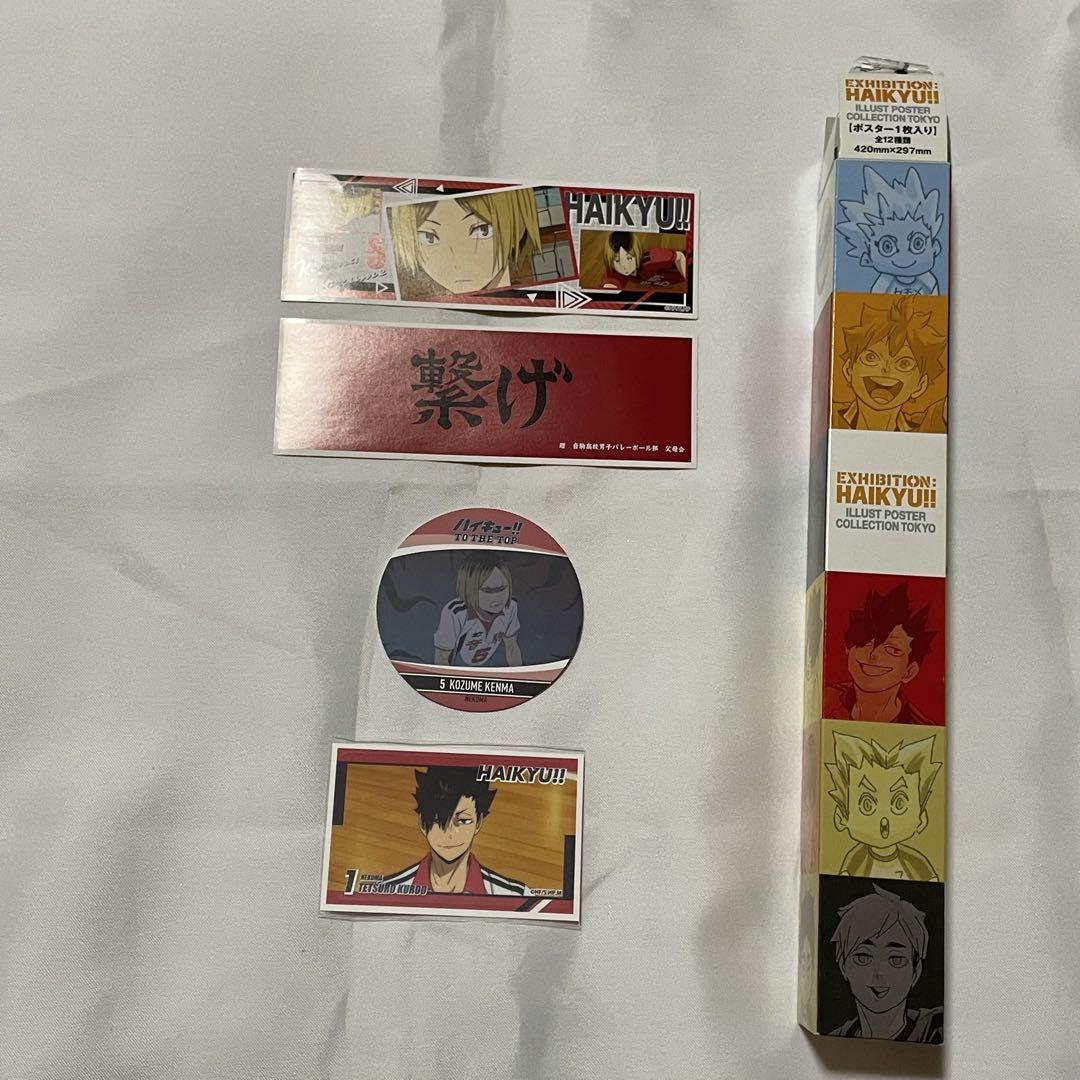 HAIKYU!!
繋げ
贈 音駒高校男子バレーボール部 父母会
ハイキュー!!
TO THE TOP
5 KOZUME KENMA
NEKOMA
HAIKYU!!
1
NEKOMA
TETSURO KUROO
EXHIBITION:
HAIKYU!!
ILLUST POSTER
COLLECTION TOKYO
【ポスター1枚入り】
全12種類
420mm×297mm
EXHIBITION:
HAIKYU!!
ILLUST POSTER
COLLECTION TOKYO